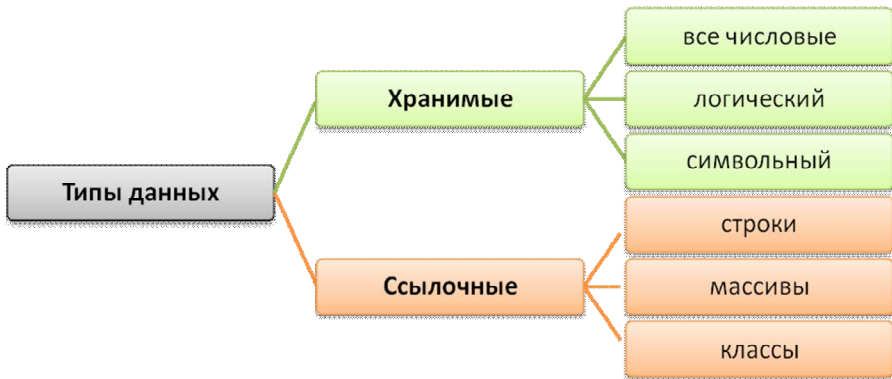 Типы данных
Хранимые
все числовые
логический
символьный
Ссылочные
строки
массивы
классы